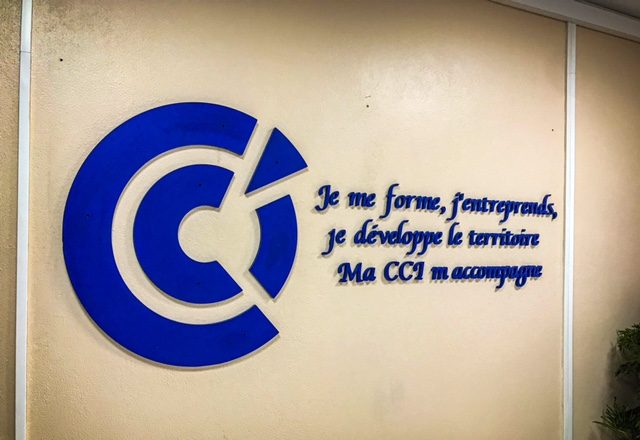 Je me forme, j'entreprends,
je développe le territoire
Ma CCI m accompagne